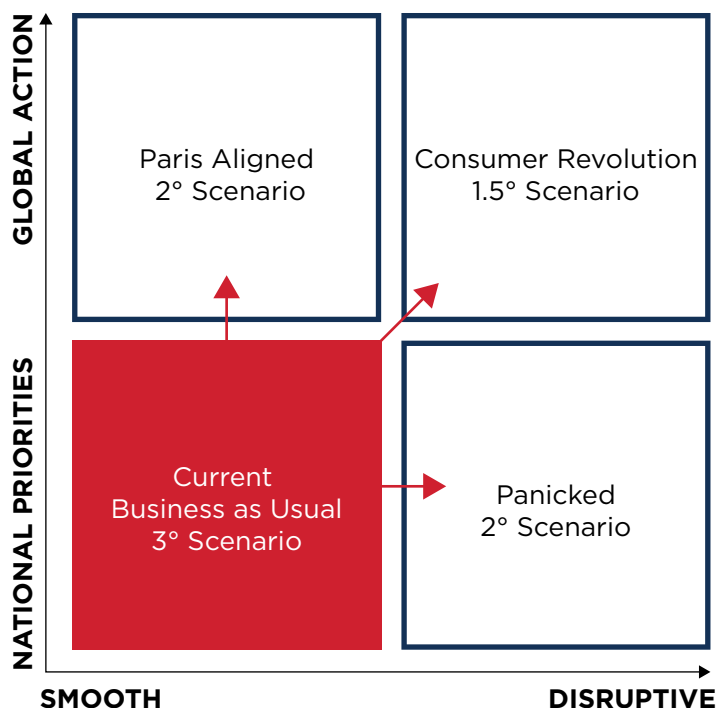 GLOBAL ACTION
Paris Aligned
2° Scenario
Consumer Revolution
1.5° Scenario
NATIONAL PRIORITIES
Current
Business as Usual
3° Scenario
Panicked
2° Scenario
SMOOTH
DISRUPTIVE